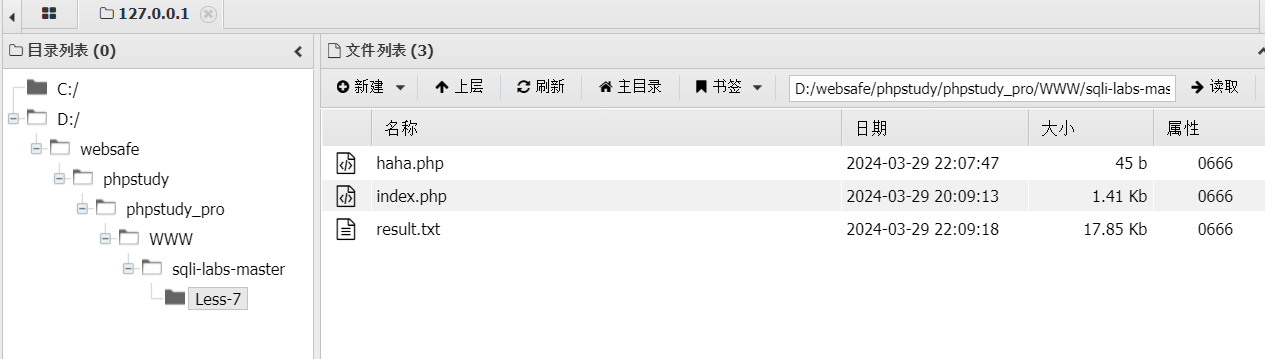 127.0.0.1
目录列表 (0)
文件列表 (3)
新建 上层 刷新 主目录 书签 D:/websafe/phpstudy/phpstudy_pro/WWW/sqli-labs-mas 读取
C:/
D:/
websafe
phpstudy
phpstudy_pro
WWW
sqli-labs-master
Less-7
名称 日期 大小 属性
haha.php 2024-03-29 22:07:47 45 b 0666
index.php 2024-03-29 20:09:13 1.41 Kb 0666
result.txt 2024-03-29 22:09:18 17.85 Kb 0666